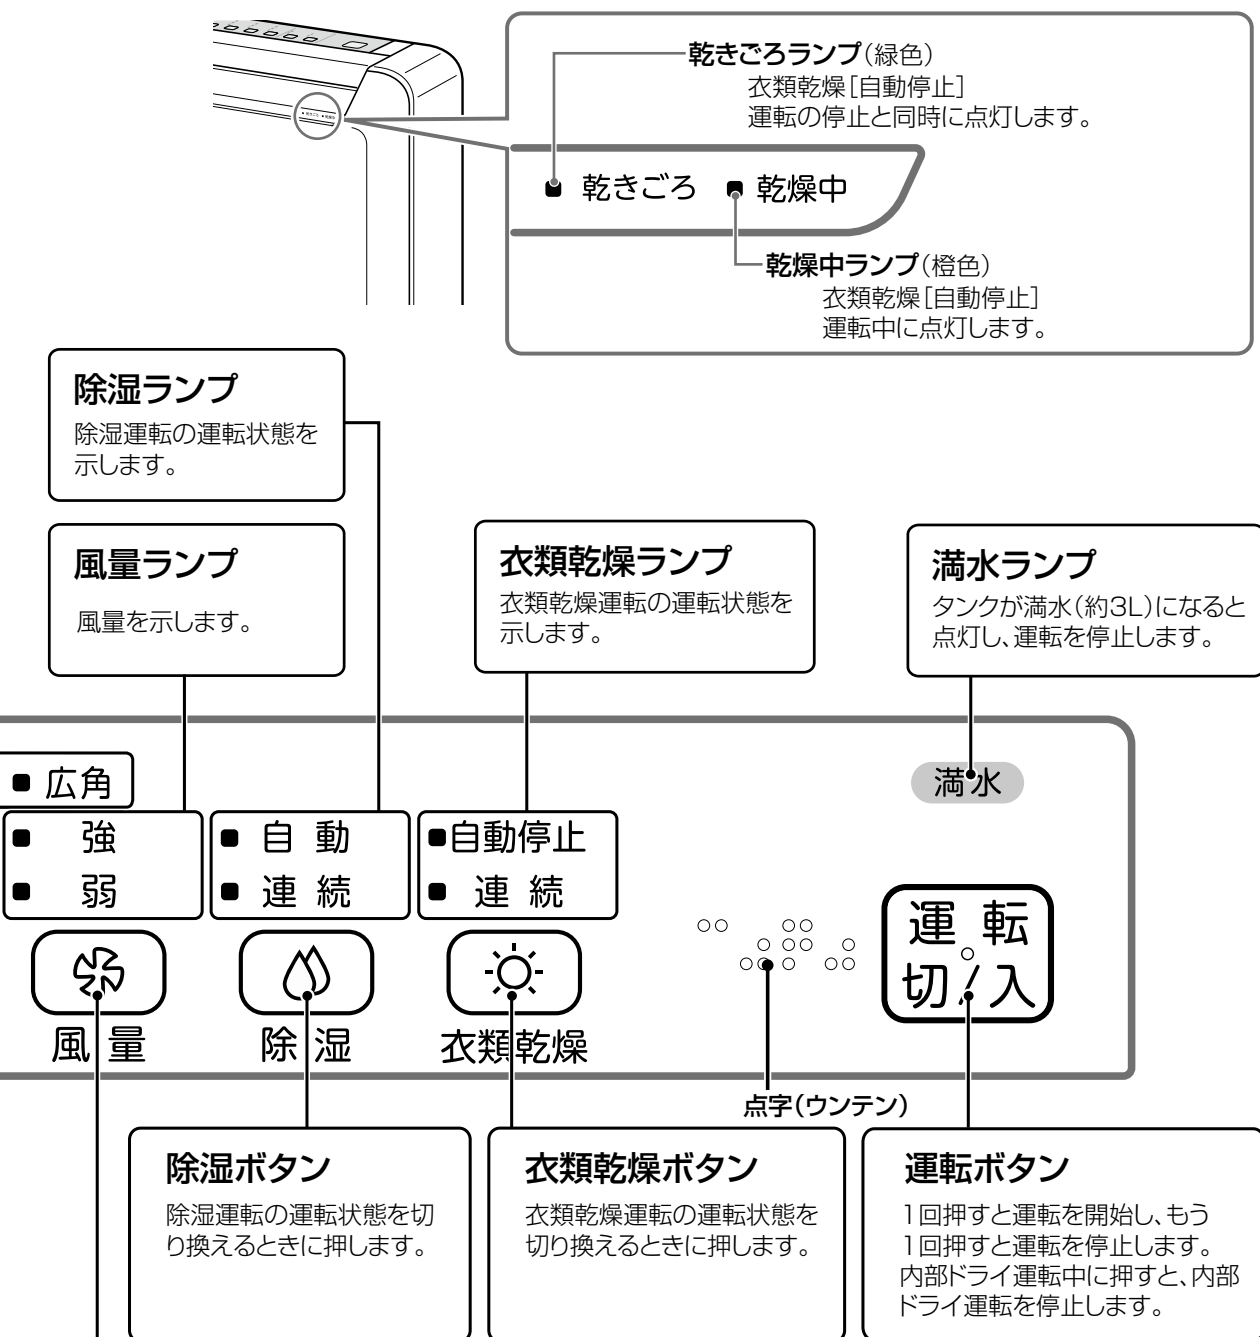 乾きごろランプ(緑色)
衣類乾燥[自動停止]
運転の停止と同時に点灯します。
乾きごろ 乾燥中
乾燥中ランプ(橙色)
衣類乾燥[自動停止]
運転中に点灯します。
除湿ランプ
除湿運転の運転状態を
示します。
風量ランプ
風量を示します。
衣類乾燥ランプ
衣類乾燥運転の運転状態を
示します。
満水ランプ
タンクが満水(約3L)になると
点灯し、運転を停止します。
広角
強
弱
風量
自動
連続
除湿
自動停止
連続
衣類乾燥
満水
運転
切/入
点字(ウンテン)
除湿ボタン
除湿運転の運転状態を切
り換えるときに押します。
衣類乾燥ボタン
衣類乾燥運転の運転状態を
切り換えるときに押します。
運転ボタン
1回押すと運転を開始し、もう
1回押すと運転を停止します。
内部ドライ運転中に押すと、内部
ドライ運転を停止します。